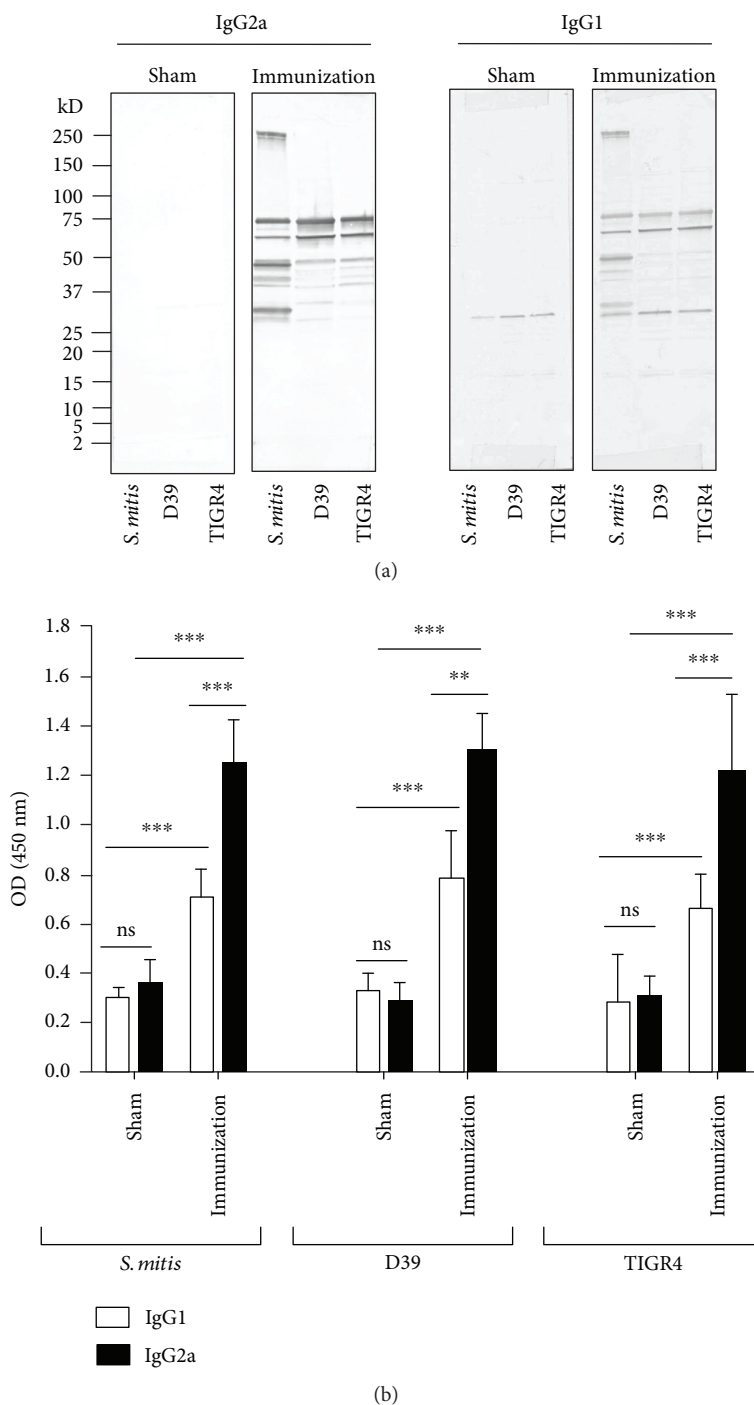 IgG2a IgG1
Sham Immunization Sham Immunization
kD
250
150
100
75
50
37
25
20
15
10
5
2
S. mitis D39 TIGR4 S. mitis D39 TIGR4 S. mitis D39 TIGR4 S. mitis D39 TIGR4
(a)
OD (450 nm)
1.8
1.6
1.4
1.2
1.0
0.8
0.6
0.4
0.2
0.0
*** *** *** ns
*** ** *** ns
*** *** *** ns
Sham Immunization Sham Immunization Sham Immunization
S. mitis D39 TIGR4
IgG1
IgG2a
(b)